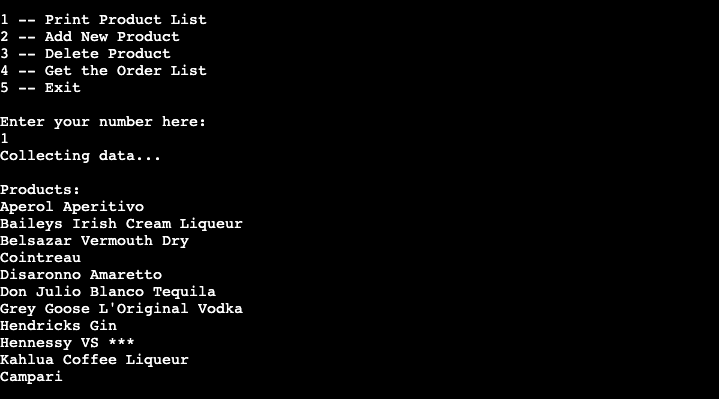 1 -- Print Product List
2 -- Add New Product
3 -- Delete Product
4 -- Get the Order List
5 -- Exit
Enter your number here:
1
Collecting data...
Products:
Aperol Aperitivo
Baileys Irish Cream Liqueur
Belsazar Vermouth Dry
Cointreau
Disaronno Amaretto
Don Julio Blanco Tequila
Grey Goose L'Original Vodka
Hendricks Gin
Hennessy VS ***
Kahlua Coffee Liqueur
Campari